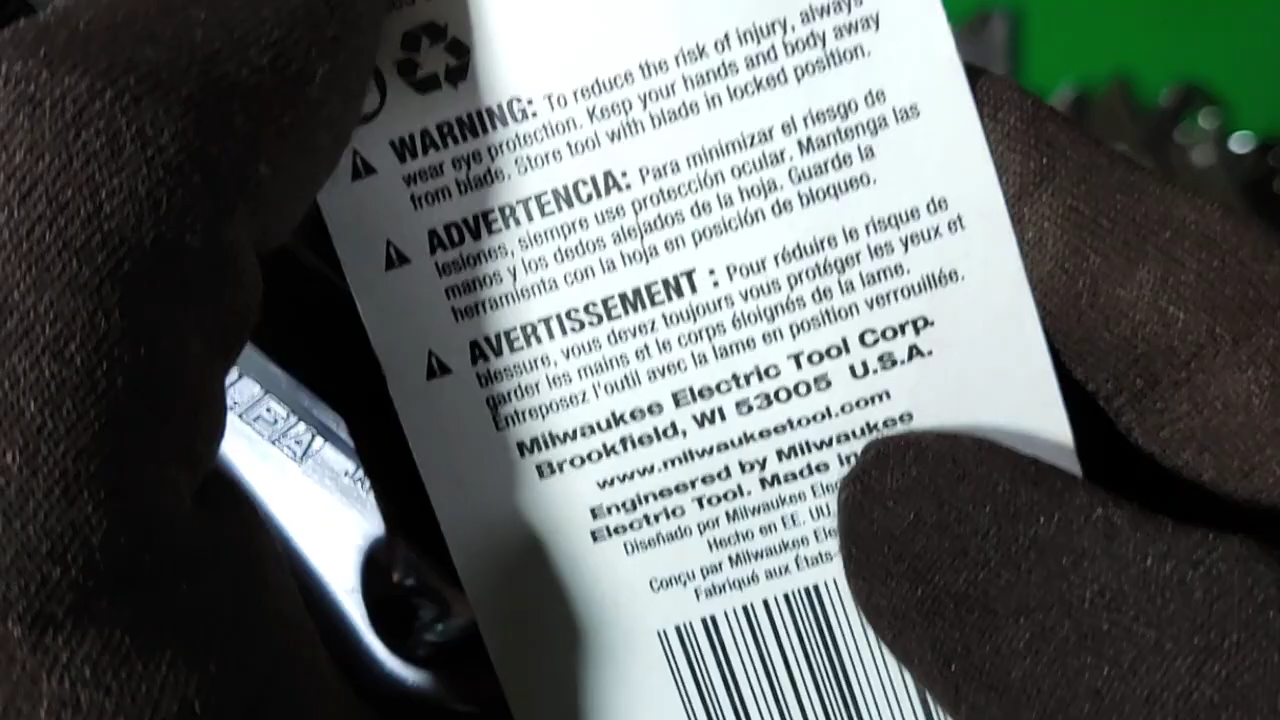 WARNING: To reduce the risk of injury, always
wear eye protection. Keep your hands and body away
from blade. Store tool with blade in locked position.
ADVERTENCIA: Para minimizar el riesgo de
lesiones, siempre use protección ocular. Mantenga las
manos y los dedos alejados de la hoja. Guarde la
herramienta con la hoja en posición de bloqueo.
AVERTISSEMENT : Pour réduire le risque de
blessure, vous devez toujours vous protéger les yeux et
garder les mains et le corps éloignés de la lame.
Entreposez l'outil avec la lame en position verrouillée.
Milwaukee Electric Tool Corp.
Brookfield, WI 53005 U.S.A.
www.milwaukeetool.com
Engineered by Milwaukee
Electric Tool. Made In
Diseñado por Milwaukee
Hecho en EE. UU.
Conçu par Milwaukee
Fabriqué aux États-